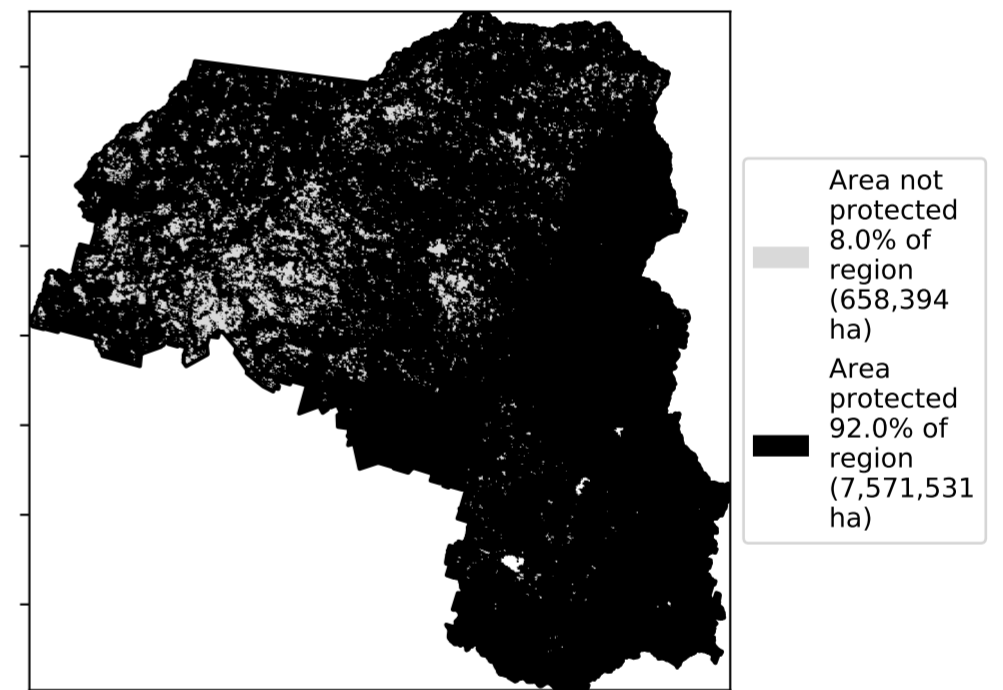 Area not
protected
8.0% of
region
(658,394
ha)
Area
protected
92.0% of
region
(7,571,531
ha)